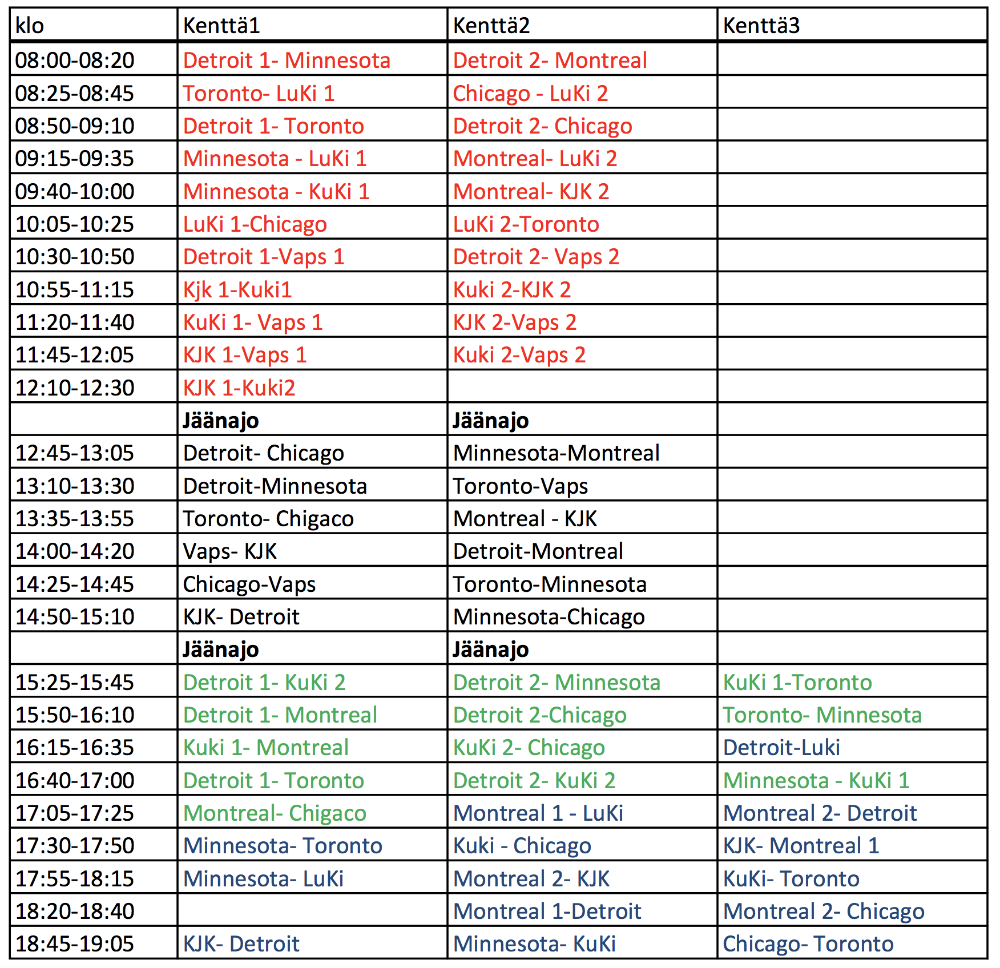 klo Kenttä1 Kenttä2 Kenttä3
08:00-08:20 Detroit 1- Minnesota Detroit 2- Montreal
08:25-08:45 Toronto- LuKi 1 Chicago - LuKi 2
08:50-09:10 Detroit 1- Toronto Detroit 2- Chicago
09:15-09:35 Minnesota - LuKi 1 Montreal- LuKi 2
09:40-10:00 Minnesota - KuKi 1 Montreal- KJK 2
10:05-10:25 LuKi 1-Chicago LuKi 2-Toronto
10:30-10:50 Detroit 1-Vaps 1 Detroit 2- Vaps 2
10:55-11:15 Kjk 1-Kuki1 Kuki 2-KJK 2
11:20-11:40 KuKi 1- Vaps 1 KJK 2-Vaps 2
11:45-12:05 KJK 1-Vaps 1 Kuki 2-Vaps 2
12:10-12:30 KJK 1-Kuki2
Jäänajo Jäänajo
12:45-13:05 Detroit- Chicago Minnesota-Montreal
13:10-13:30 Detroit-Minnesota Toronto-Vaps
13:35-13:55 Toronto- Chigaco Montreal - KJK
14:00-14:20 Vaps- KJK Detroit-Montreal
14:25-14:45 Chicago-Vaps Toronto-Minnesota
14:50-15:10 KJK- Detroit Minnesota-Chicago
Jäänajo Jäänajo
15:25-15:45 Detroit 1- KuKi 2 Detroit 2- Minnesota KuKi 1-Toronto
15:50-16:10 Detroit 1- Montreal Detroit 2-Chicago Toronto- Minnesota
16:15-16:35 Kuki 1- Montreal KuKi 2- Chicago Detroit-Luki
16:40-17:00 Detroit 1- Toronto Detroit 2- KuKi 2 Minnesota - KuKi 1
17:05-17:25 Montreal- Chigaco Montreal 1 - LuKi Montreal 2- Detroit
17:30-17:50 Minnesota- Toronto Kuki - Chicago KJK- Montreal 1
17:55-18:15 Minnesota- LuKi Montreal 2- KJK KuKi- Toronto
18:20-18:40 Montreal 1-Detroit Montreal 2- Chicago
18:45-19:05 KJK- Detroit Minnesota- KuKi Chicago- Toronto